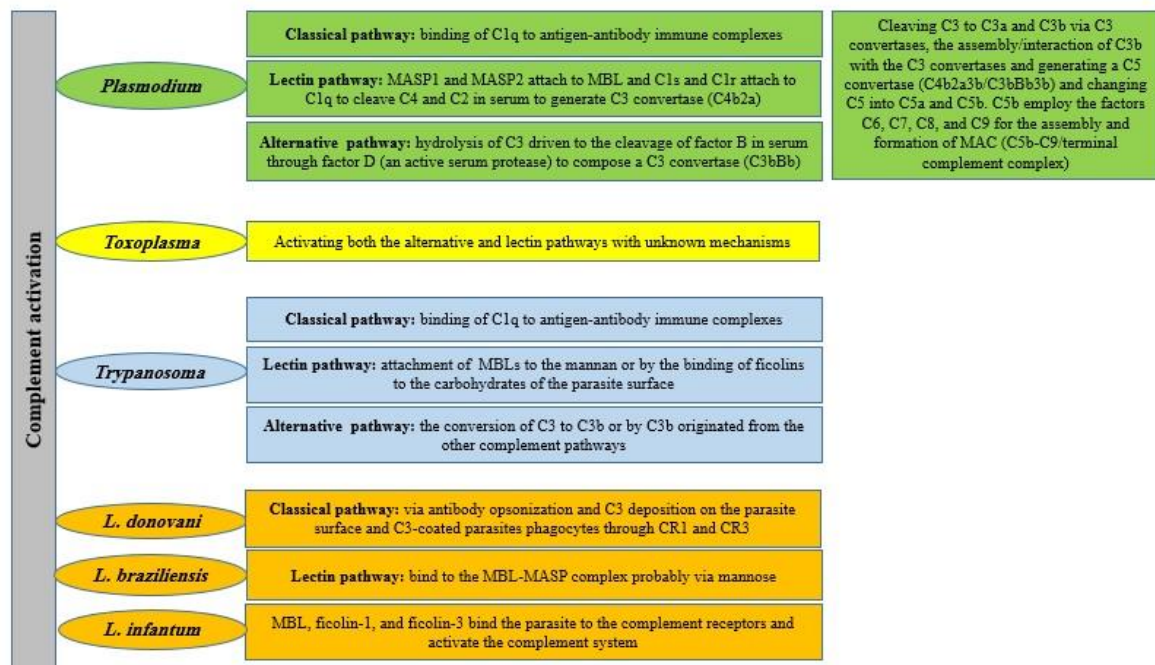 Complement activation
Plasmodium
Classical pathway: binding of C1q to antigen-antibody immune complexes
Lectin pathway: MASP1 and MASP2 attach to MBL and C1s and C1r attach to
C1q to cleave C4 and C2 in serum to generate C3 convertase (C4b2a)
Alternative pathway: hydrolysis of C3 driven to the cleavage of factor B in serum
through factor D (an active serum protease) to compose a C3 convertase (C3bBb)
Cleaving C3 to C3a and C3b via C3
convertases, the assembly/interaction of C3b
with the C3 convertases and generating a C5
convertase (C4b2a3b/C3bBb3b) and changing
C5 into C5a and C5b. C5b employ the factors
C6, C7, C8, and C9 for the assembly and
formation of MAC (C5b-C9/terminal
complement complex)
Toxoplasma
Activating both the alternative and lectin pathways with unknown mechanisms
Trypanosoma
Classical pathway: binding of C1q to antigen-antibody immune complexes
Lectin pathway: attachment of MBLs to the mannan or by the binding of ficolins
to the carbohydrates of the parasite surface
Alternative pathway: the conversion of C3 to C3b or by C3b originated from the
other complement pathways
L. donovani
Classical pathway: via antibody opsonization and C3 deposition on the parasite
surface and C3-coated parasites phagocytes through CR1 and CR3
L. braziliensis
Lectin pathway: bind to the MBL-MASP complex probably via mannose
L. infantum
MBL, ficolin-1, and ficolin-3 bind the parasite to the complement receptors and
activate the complement system